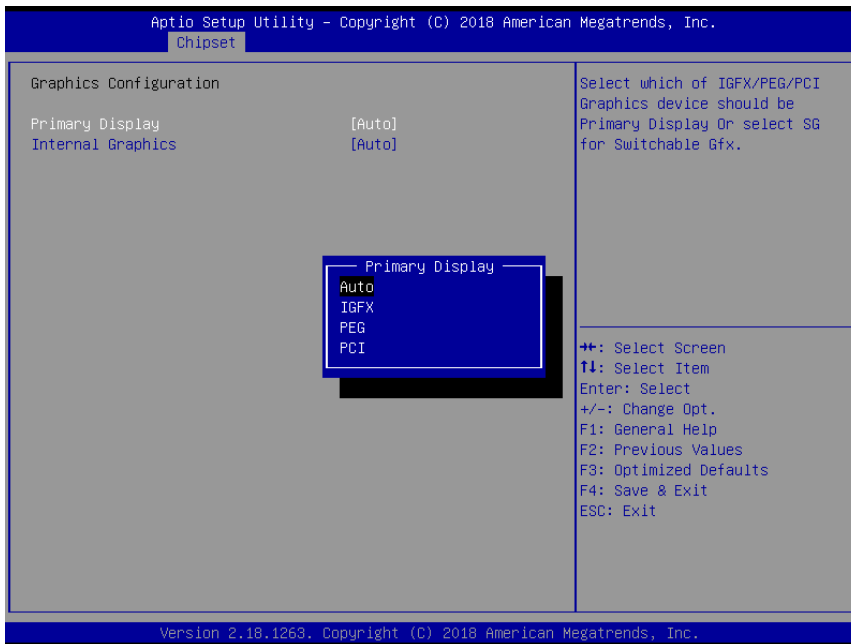 Aptio Setup Utility – Copyright (C) 2018 American Megatrends, Inc.
Chipset
Graphics Configuration
Primary Display [Auto]
Internal Graphics [Auto]
Select which of IGFX/PEG/PCI
Graphics device should be
Primary Display Or select SG
for Switchable Gfx.
Primary Display
Auto
IGFX
PEG
PCI
→←: Select Screen
↑↓: Select Item
Enter: Select
+/-: Change Opt.
F1: General Help
F2: Previous Values
F3: Optimized Defaults
F4: Save & Exit
ESC: Exit
Version 2.18.1263. Copyright (C) 2018 American Megatrends, Inc.